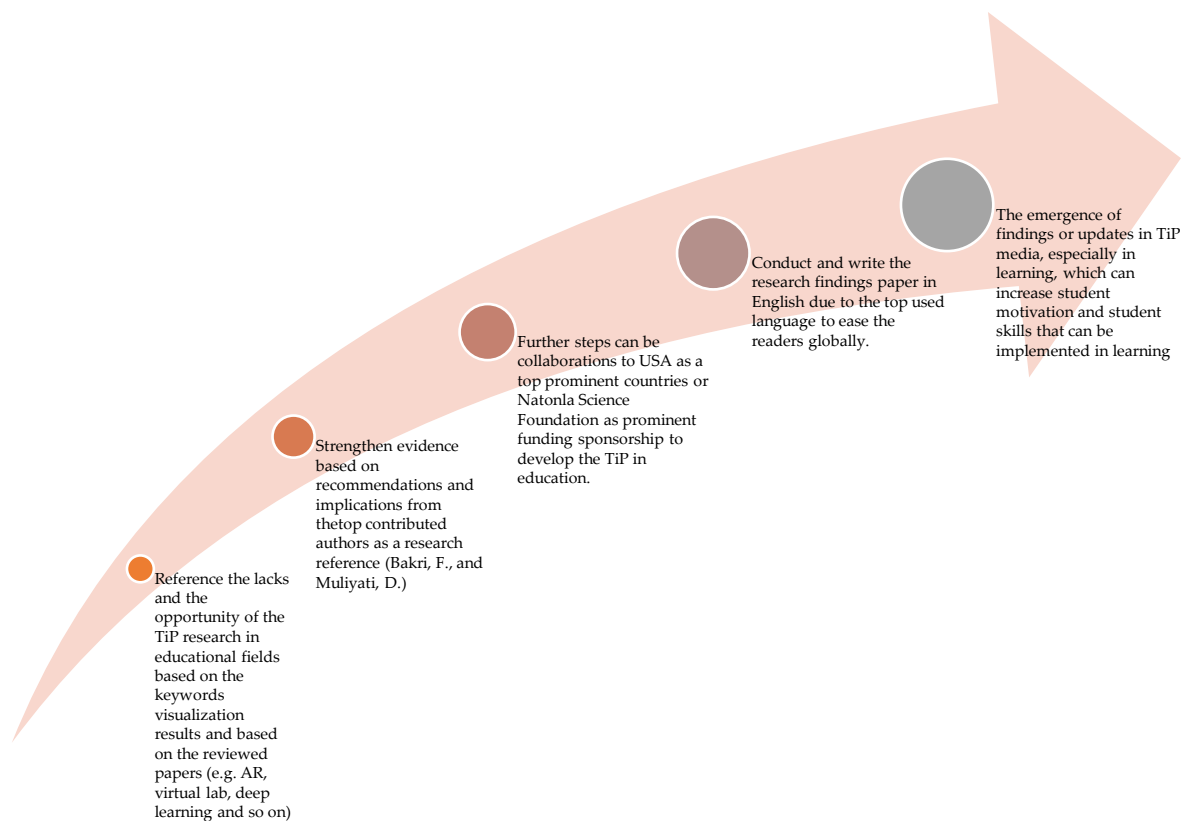 Reference the lacks
and the
opportunity of the
TiP research in
educational fields
based on the
keywords
visualization
results and based
on the reviewed
papers (e.g. AR,
virtual lab, deep
learning and so on)
Strengthen evidence
based on
recommendations and
implications from
thetop contributed
authors as a research
reference (Bakri, F., and
Muliyati, D.)
Further steps can be
collaborations to USA as a
top prominent countries or
Natonla Science
Foundation as prominent
funding sponsorship to
develop the TiP in
education.
Conduct and write the
research findings paper in
English due to the top used
language to ease the
readers globally.
The emergence of
findings or updates in TiP
media, especially in
learning, which can
increase student
motivation and student
skills that can be
implemented in learning